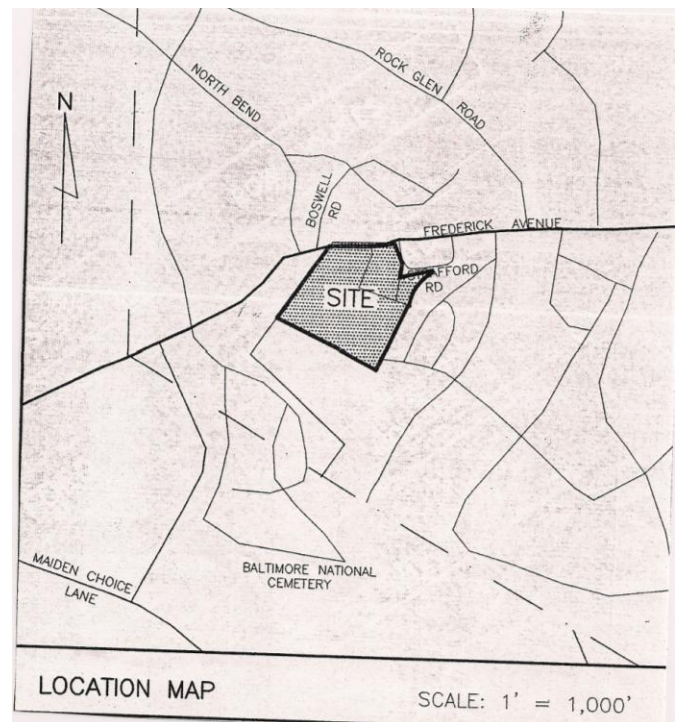 ROCK GLEN
ROAD
NORTH BEND
N
BOSWELL
RD
FREDERICK AVENUE
RD
SITE
BALTIMORE NATIONAL
CEMETERY
MAIDEN CHOICE
LANE
LOCATION MAP
SCALE: 1' = 1,000'